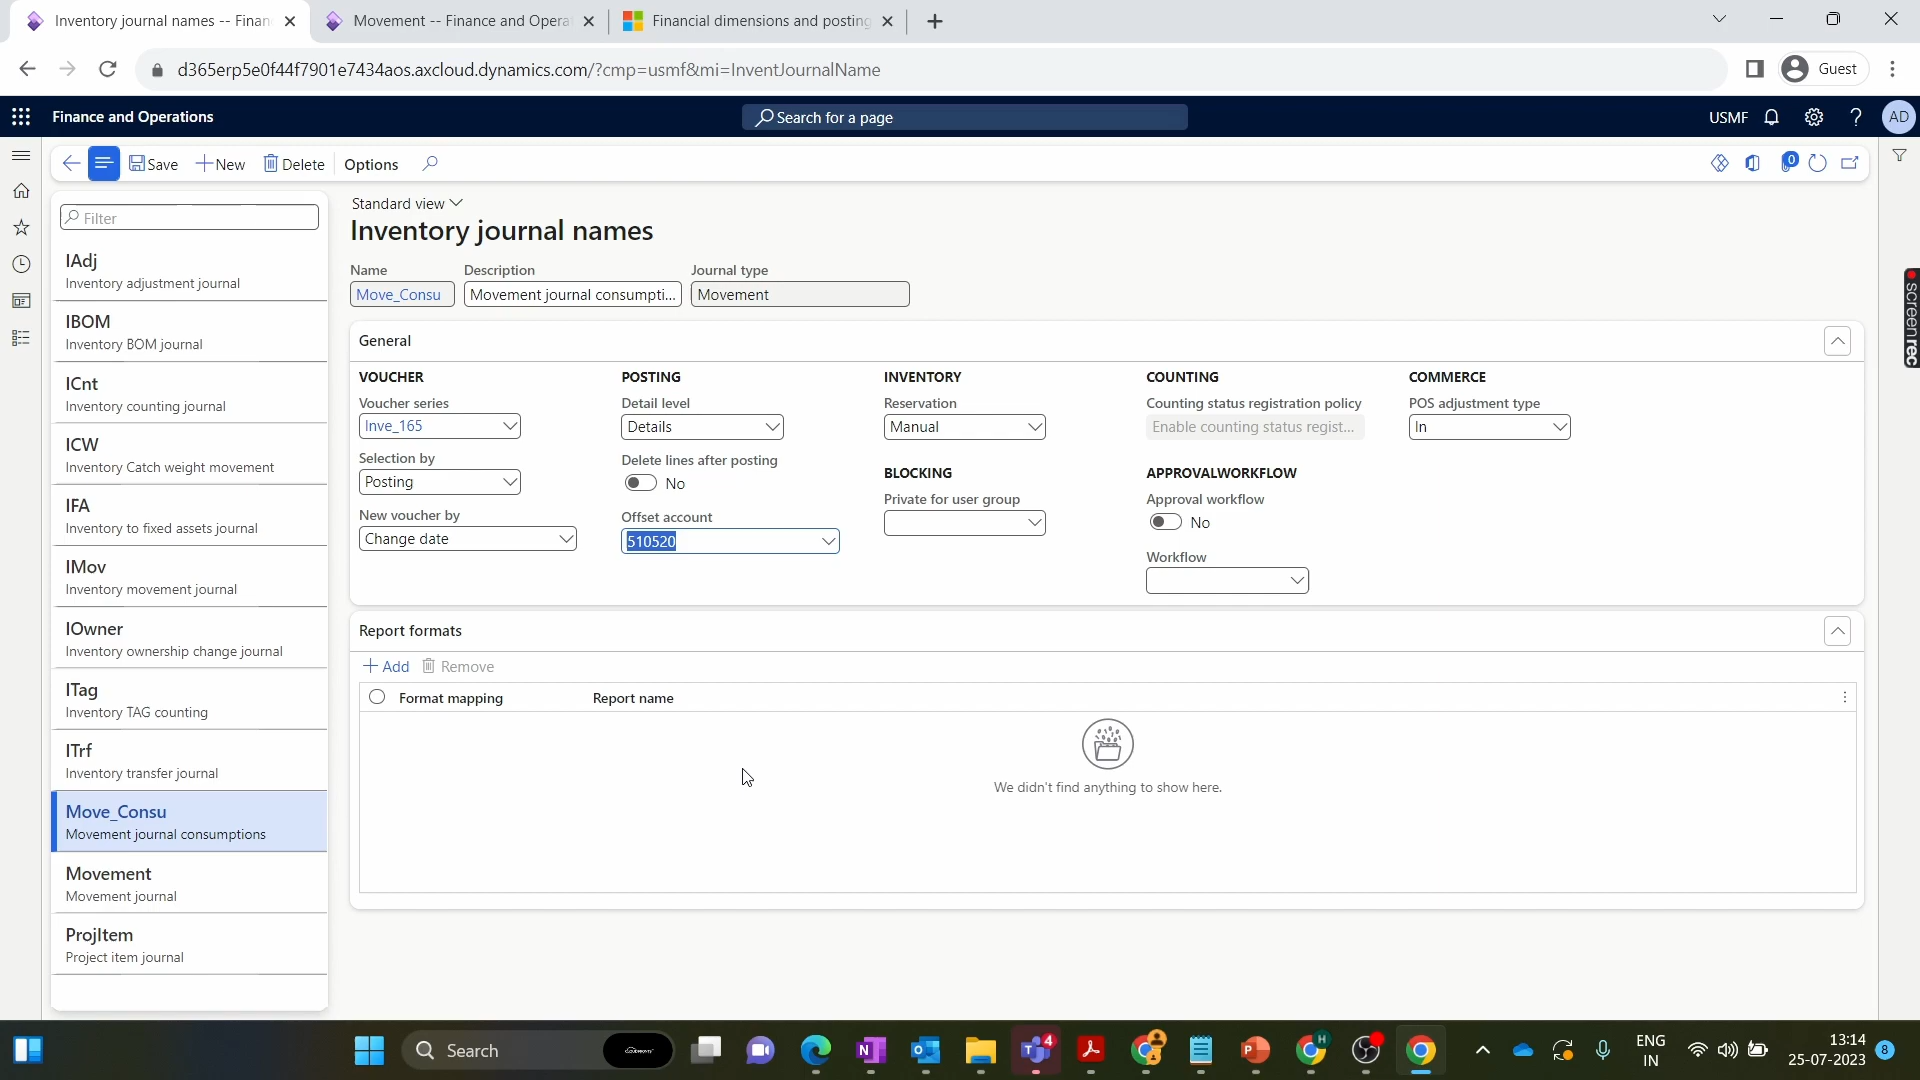 Inventory journal names -- Finan
Movement -- Finance and Operat
Financial dimensions and posting
d365erp5e0f44f7901e7434aos.axcloud.dynamics.com/?cmp=usmf&mi=InventJournalName
Guest
Finance and Operations
Search for a page
USMF
?
AD
Save
New
Delete
Options
0
Filter
IAdj
Inventory adjustment journal
IBOM
Inventory BOM journal
ICnt
Inventory counting journal
ICW
Inventory Catch weight movement
IFA
Inventory to fixed assets journal
IMov
Inventory movement journal
IOwner
Inventory ownership change journal
ITag
Inventory TAG counting
ITrf
Inventory transfer journal
Move_Consu
Movement journal consumptions
Movement
Movement journal
ProjItem
Project item journal
Standard view
Inventory journal names
Name
Description
Journal type
Move_Consu
Movement journal consumpti...
Movement
General
VOUCHER
Voucher series
Inve_165
Selection by
Posting
New voucher by
Change date
POSTING
Detail level
Details
Delete lines after posting
No
Offset account
510520
INVENTORY
Reservation
Manual
BLOCKING
Private for user group
COUNTING
Counting status registration policy
Enable counting status regist...
APPROVALWORKFLOW
Approval workflow
No
Workflow
COMMERCE
POS adjustment type
In
Report formats
Add
Remove
Format mapping
Report name
We didn't find anything to show here.
screenrec
Search
4
H
ENG
IN
13:14
25-07-2023
8